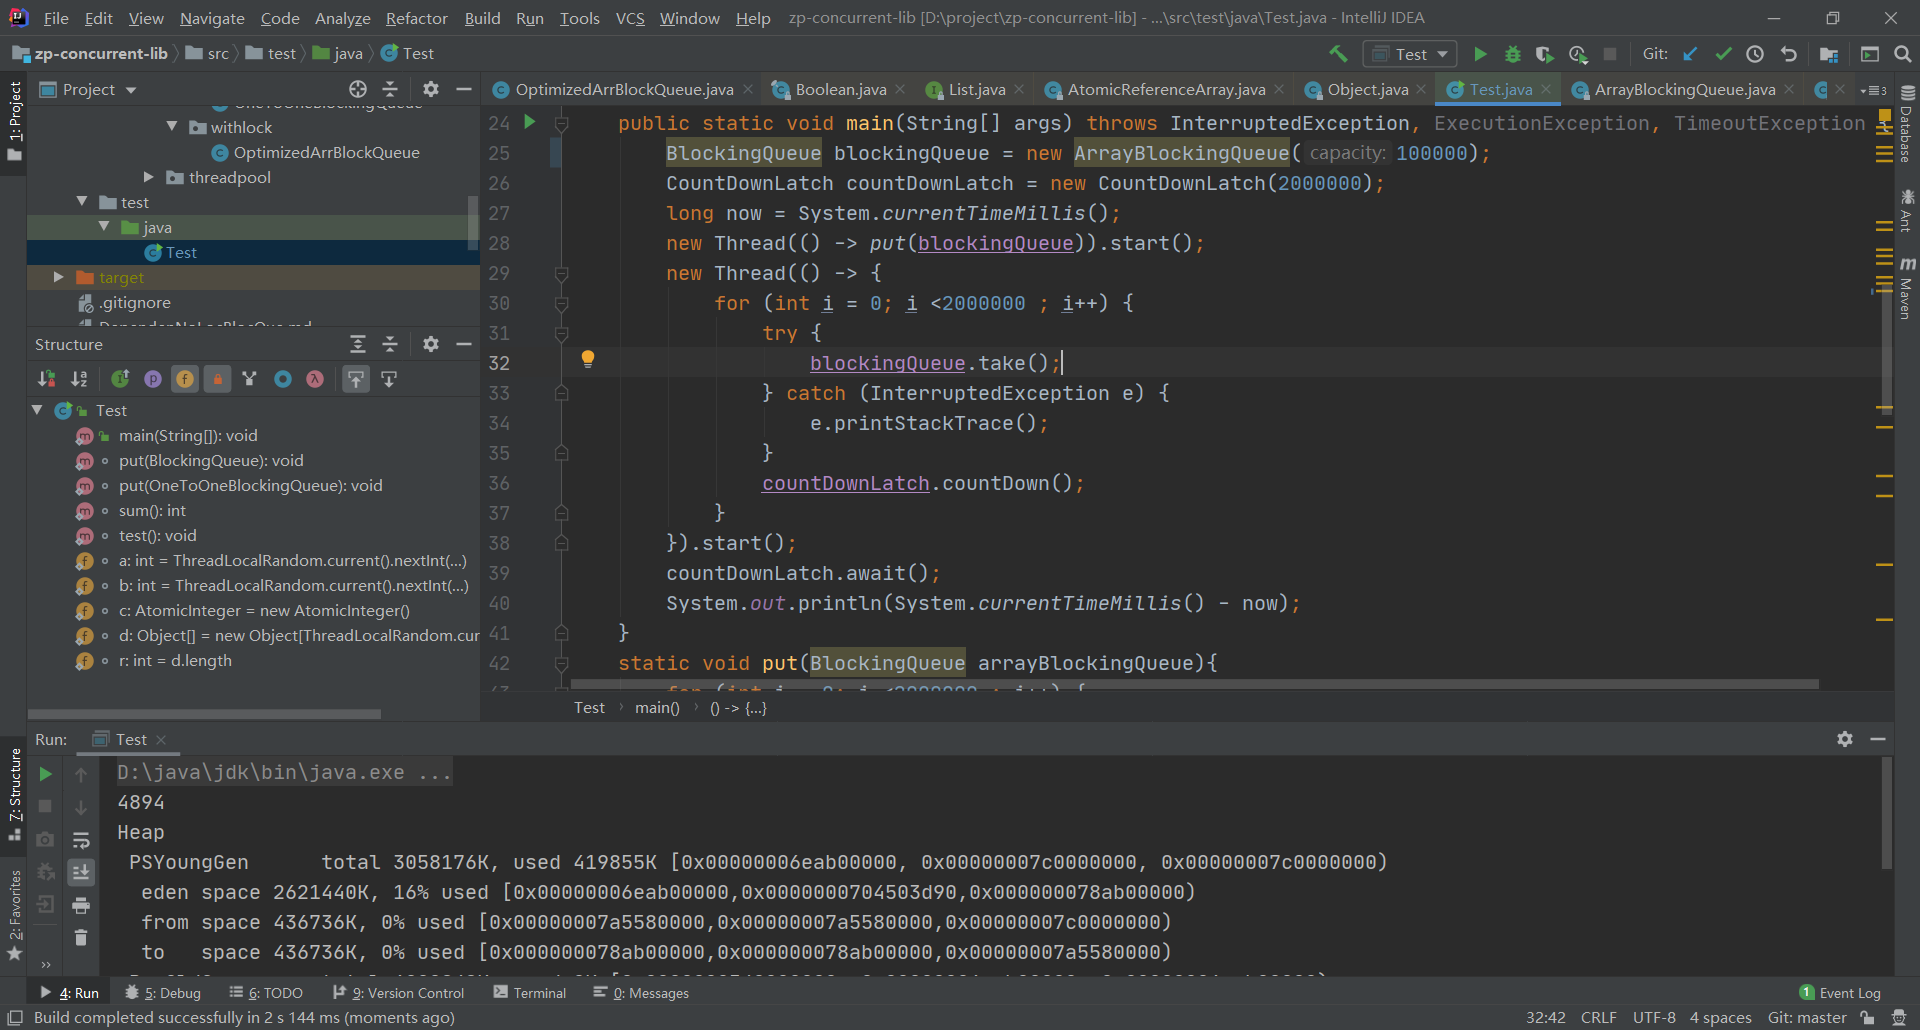 File Edit View Navigate Code Analyze Refactor Build Run Tools VCS Window Help zp-concurrent-lib [D:\project\zp-concurrent-lib] - ...\src\test\java\Test.java - IntelliJ IDEA
zp-concurrent-lib src test java Test
Test
Git:
1: Project
Project
OptimizedArrBlockQueue.java Boolean.java List.java AtomicReferenceArray.java Object.java Test.java ArrayBlockingQueue.java
3
OneToOneBlockingQueue
withlock
OptimizedArrBlockQueue
threadpool
test
java
Test
target
.gitignore
Structure
Test
main(String[]): void
put(BlockingQueue): void
put(OneToOneBlockingQueue): void
sum(): int
test(): void
a: int = ThreadLocalRandom.current().nextInt(...)
b: int = ThreadLocalRandom.current().nextInt(...)
c: AtomicInteger = new AtomicInteger()
d: Object[] = new Object[ThreadLocalRandom.cur
r: int = d.length
24 public static void main(String[] args) throws InterruptedException, ExecutionException, TimeoutException {
25 BlockingQueue blockingQueue = new ArrayBlockingQueue( capacity: 100000);
26 CountDownLatch countDownLatch = new CountDownLatch(2000000);
27 long now = System.currentTimeMillis();
28 new Thread(() -> put(blockingQueue)).start();
29 new Thread(() -> {
30 for (int i = 0; i <2000000 ; i++) {
31 try {
32 blockingQueue.take();
33 } catch (InterruptedException e) {
34 e.printStackTrace();
35 }
36 countDownLatch.countDown();
37 }
38 }).start();
39 countDownLatch.await();
40 System.out.println(System.currentTimeMillis() - now);
41 }
42 static void put(BlockingQueue arrayBlockingQueue){
43 for (int i = 0; i <2000000 ; i++) {
Test main() () -> {...}
Database
Ant
Maven
7: Structure
2: Favorites
Run: Test
D:\java\jdk\bin\java.exe ...
4894
Heap
PSYoungGen total 3058176K, used 419855K [0x00000006eab00000, 0x00000007c0000000, 0x00000007c0000000)
eden space 2621440K, 16% used [0x00000006eab00000,0x0000000704503d90,0x000000078ab00000)
from space 436736K, 0% used [0x00000007a5580000,0x00000007a5580000,0x00000007c0000000)
to space 436736K, 0% used [0x000000078ab00000,0x000000078ab00000,0x00000007a5580000)
4: Run 5: Debug 6: TODO 9: Version Control Terminal 0: Messages 1 Event Log
Build completed successfully in 2 s 144 ms (moments ago) 32:42 CRLF UTF-8 4 spaces Git: master